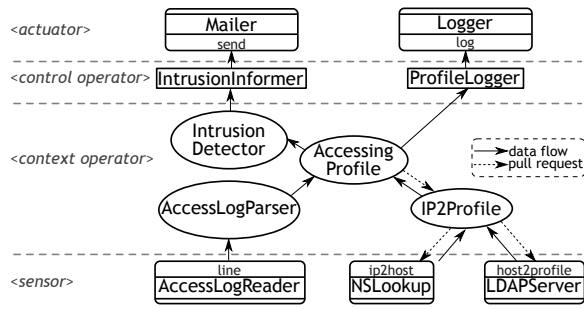 <actuator>
Mailer
send
Logger
log
<control operator>
IntrusionInformer
ProfileLogger
<context operator>
Intrusion
Detector
Accessing
Profile
data flow
pull request
AccessLogParser
IP2Profile
<sensor>
line
AccessLogReader
ip2host
NSLookup
host2profile
LDAPServer